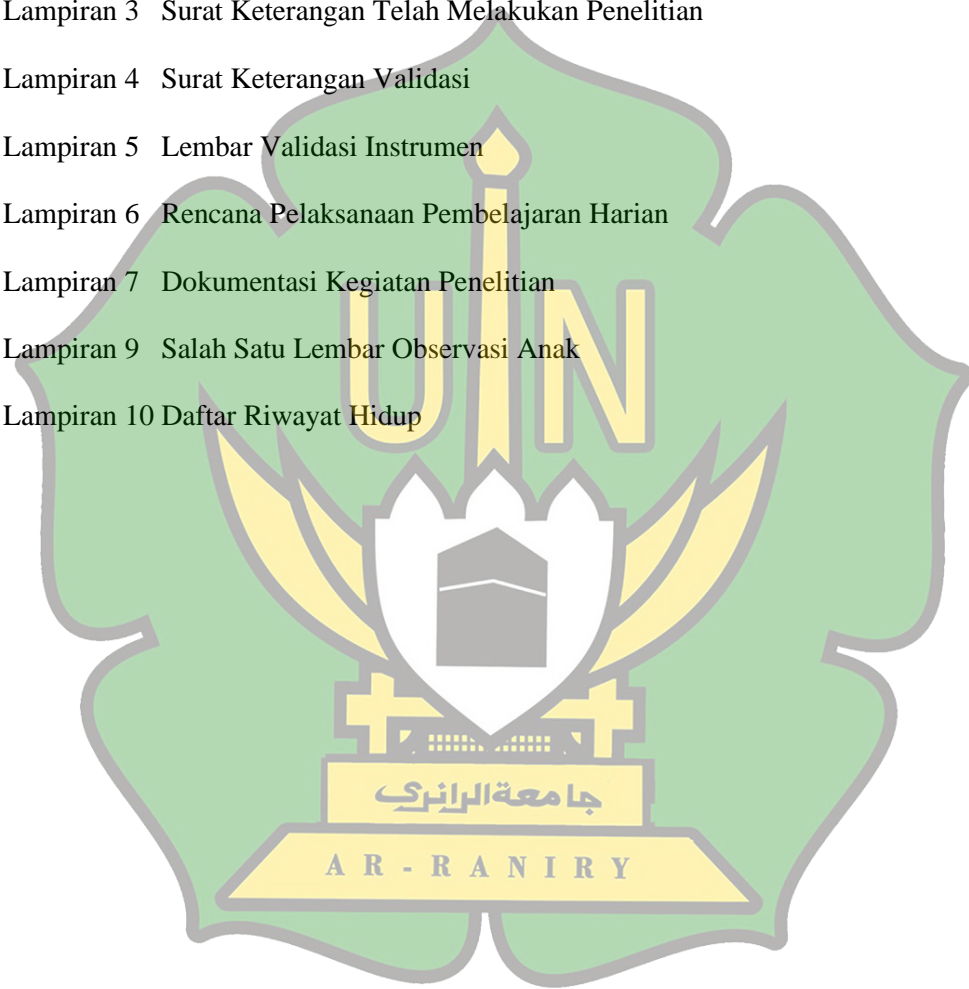 Lampiran 3 Surat Keterangan Telah Melakukan Penelitian
Lampiran 4 Surat Keterangan Validasi
Lampiran 5 Lembar Validasi Instrumen
Lampiran 6 Rencana Pelaksanaan Pembelajaran Harian
Lampiran 7 Dokumentasi Kegiatan Penelitian
Lampiran 9 Salah Satu Lembar Observasi Anak
Lampiran 10 Daftar Riwayat Hidup
UIN
جامعة الرانري
AR-RANIRY